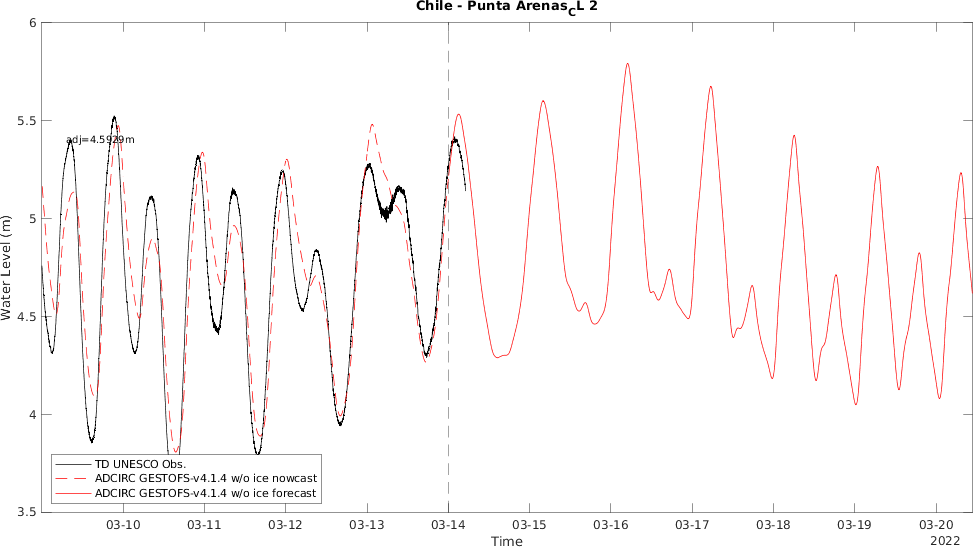 Chile - Punta Arenas_CL 2
6
adj=4.5929m
5.5
5
4.5
4
3.5
Water Level (m)
TD UNESCO Obs.
ADCIRC GESTOFS-v4.1.4 w/o ice nowcast
ADCIRC GESTOFS-v4.1.4 w/o ice forecast
03-10 03-11 03-12 03-13 03-14 03-15 03-16 03-17 03-18 03-19 03-20
Time
2022